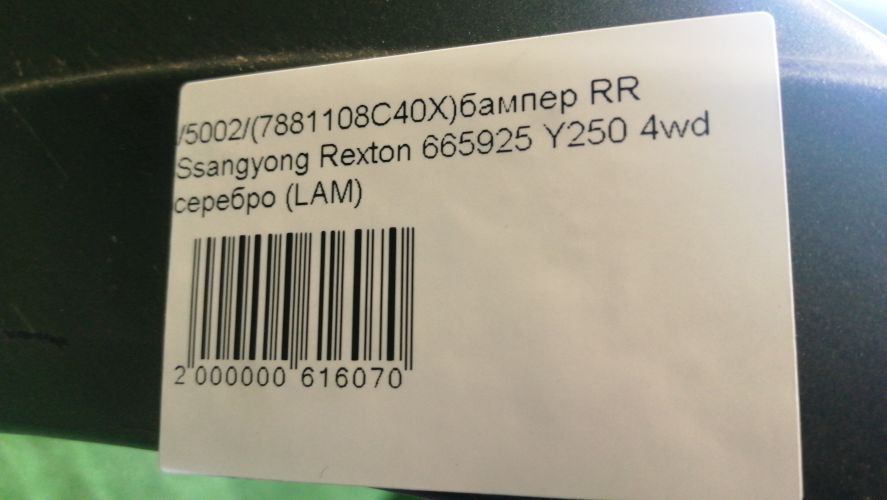 /5002/(7881108C40X)бампер RR
Ssangyong Rexton 665925 Y250 4wd
серебро (LAM)
2 000000 616070